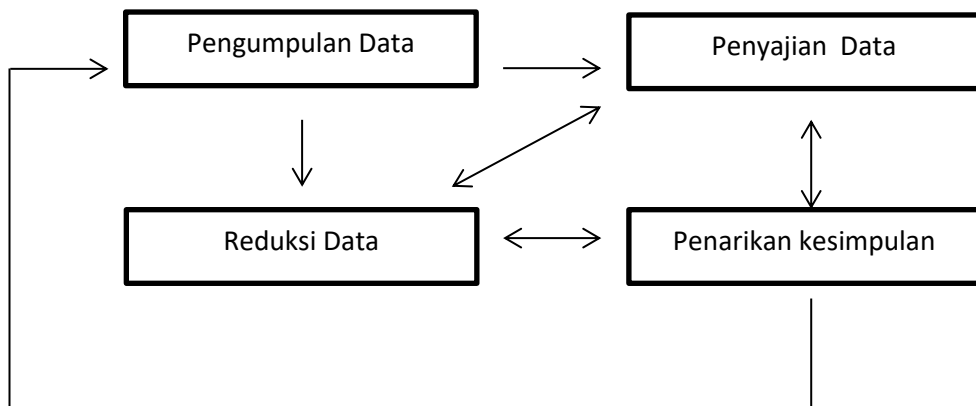 Pengumpulan Data
Penyajian  Data
Reduksi Data
Penarikan kesimpulan